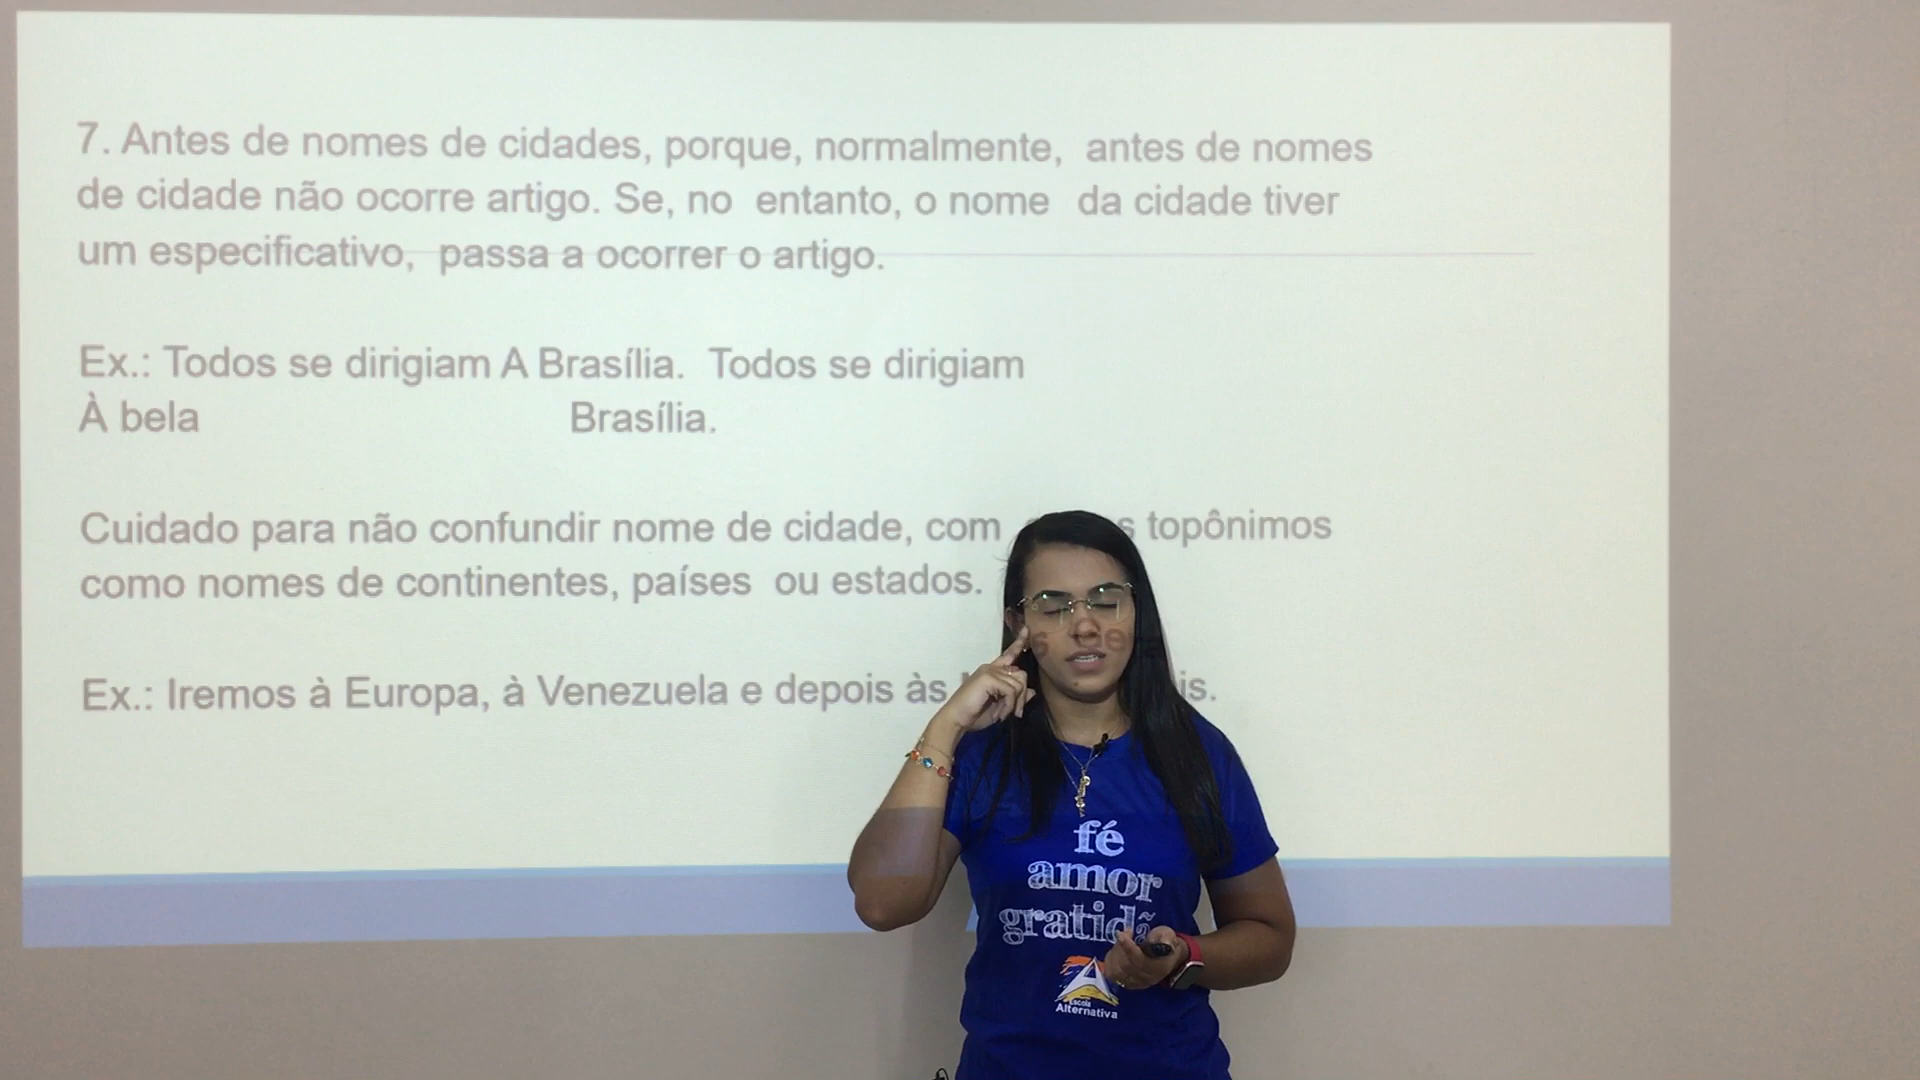 7. Antes de nomes de cidades, porque, normalmente, antes de nomes
de cidade não ocorre artigo. Se, no entanto, o nome da cidade tiver
um especificativo, passa a ocorrer o artigo.
Ex.: Todos se dirigiam A Brasília. Todos se dirigiam
À bela Brasília.
Cuidado para não confundir nome de cidade, com topônimos
como nomes de continentes, países ou estados.
Ex.: Iremos à Europa, à Venezuela e depois às
fé
amor
gratidã
Escola
Alternativa